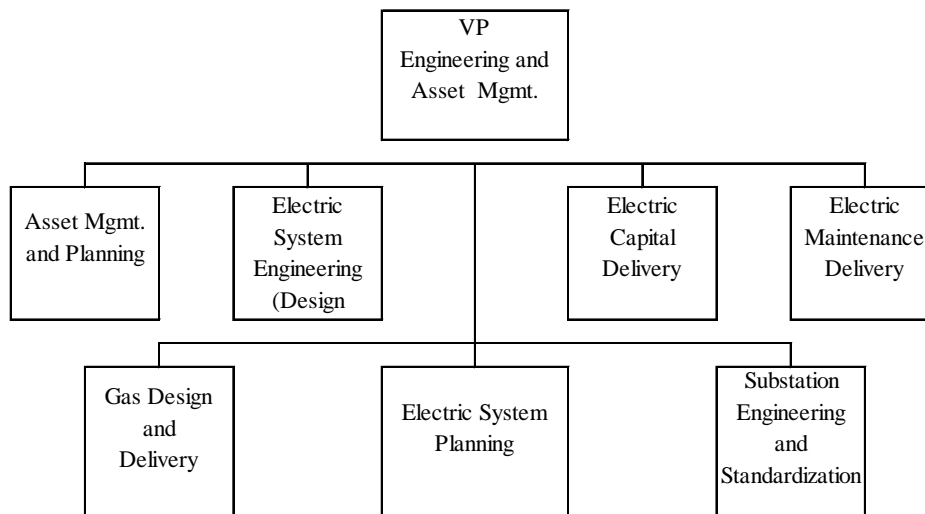 VP
Engineering and
Asset Mgmt.
Asset Mgmt.
and Planning
Electric
System
Engineering
(Design
Electric
Capital
Delivery
Electric
Maintenance
Delivery
Gas Design
and
Delivery
Electric System
Planning
Substation
Engineering
and
Standardization